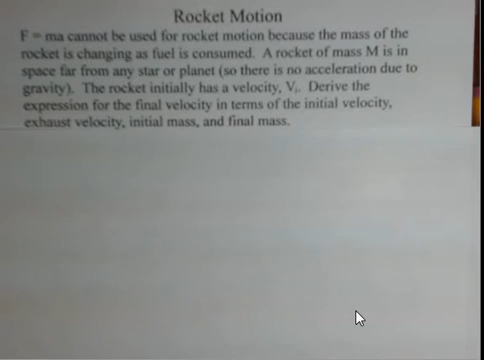 Rocket Motion
F = ma cannot be used for rocket motion because the mass of the
rocket is changing as fuel is consumed. A rocket of mass M is in
space far from any star or planet (so there is no acceleration due to
gravity). The rocket initially has a velocity, Vᵢ. Derive the
expression for the final velocity in terms of the initial velocity,
exhaust velocity, initial mass, and final mass.